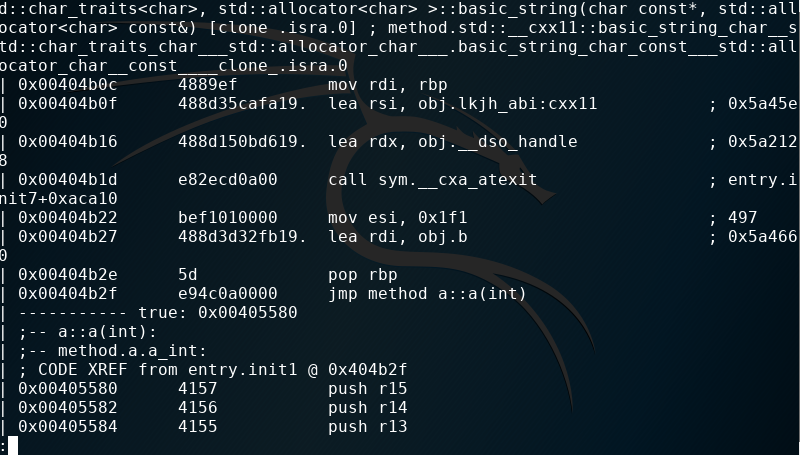 d::char_traits<char>, std::allocator<char> >::basic_string(char const*, std::all
ocator<char> const&) [clone .isra.0] ; method.std::__cxx11::basic_string_char__s
td::char_traits_char___std::allocator_char___.basic_string_char_const___std::all
ocator_char__const____clone_.isra.0
| 0x00404b0c      4889ef         mov rdi, rbp
| 0x00404b0f      488d35cafa19.  lea rsi, obj.lkjh_abi:cxx11           ; 0x5a45e
0
| 0x00404b16      488d150bd619.  lea rdx, obj.__dso_handle             ; 0x5a212
8
| 0x00404b1d      e82ecd0a00     call sym.__cxa_atexit                 ; entry.i
nit7+0xaca10
| 0x00404b22      bef1010000     mov esi, 0x1f1                        ; 497
| 0x00404b27      488d3d32fb19.  lea rdi, obj.b                        ; 0x5a466
0
| 0x00404b2e      5d             pop rbp
| 0x00404b2f      e94c0a0000     jmp method a::a(int)
| ----------- true: 0x00405580
| ;-- a::a(int):
| ;-- method.a.a_int:
| ; CODE XREF from entry.init1 @ 0x404b2f
| 0x00405580      4157           push r15
| 0x00405582      4156           push r14
| 0x00405584      4155           push r13
: